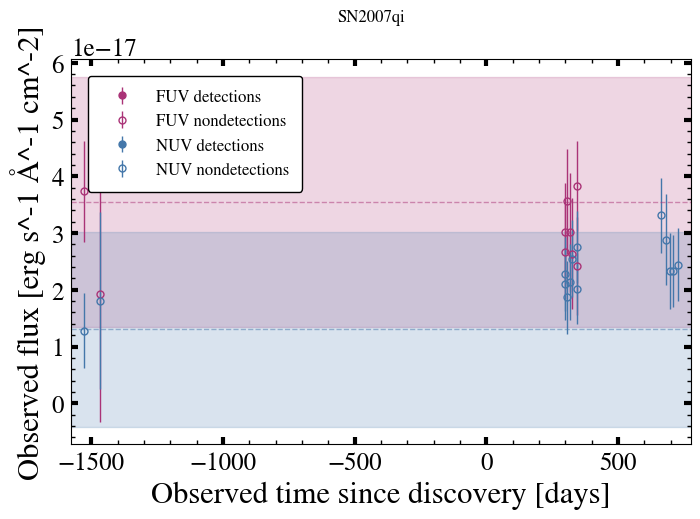 SN2007qi
1e−17
6
5
4
3
2
1
0
FUV detections
FUV nondetections
NUV detections
NUV nondetections
Observed flux [erg s^-1 Å^-1 cm^-2]
−1500 −1000 −500 0 500
Observed time since discovery [days]